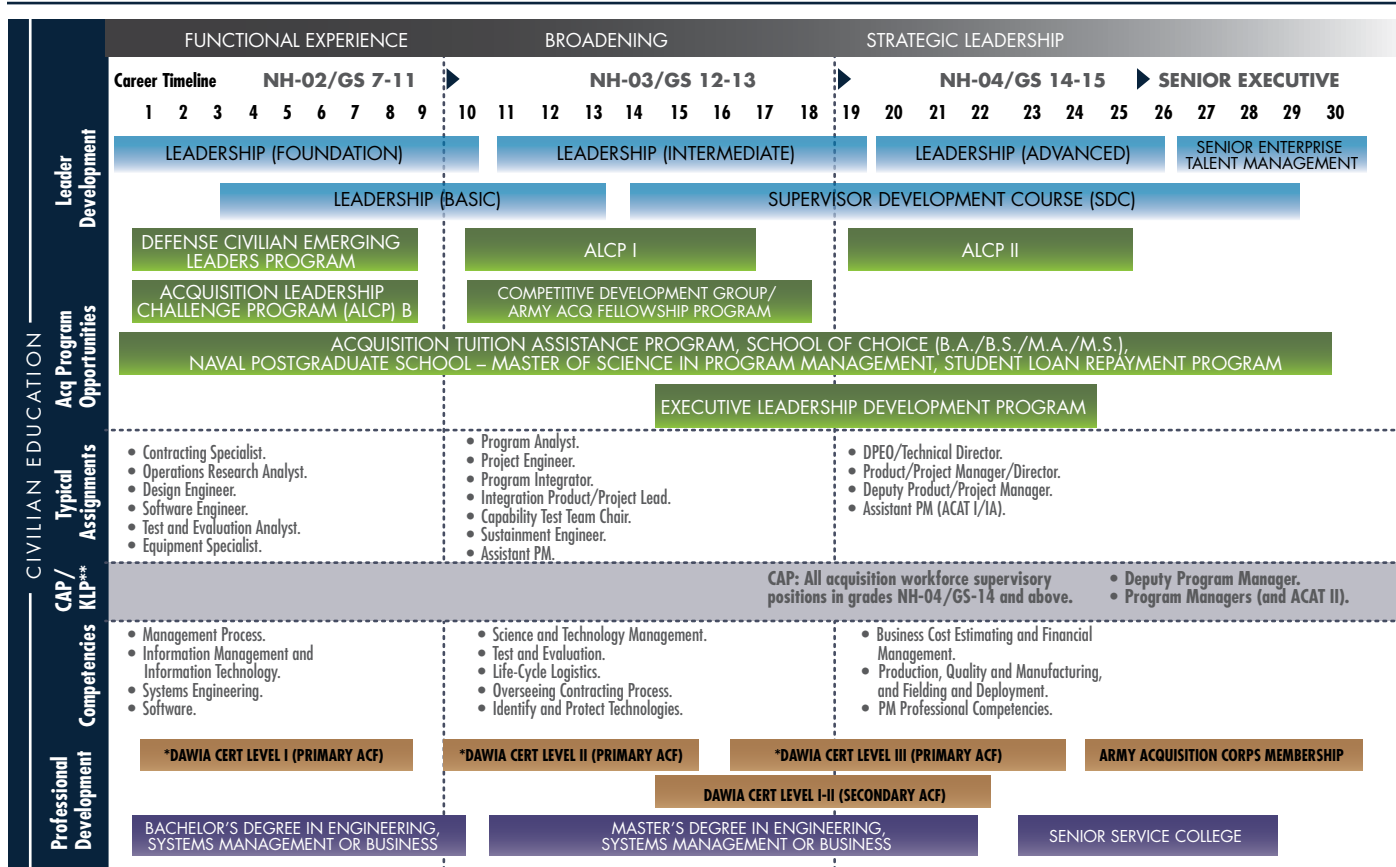 FUNCTIONAL EXPERIENCE BROADENING STRATEGIC LEADERSHIP
Career Timeline NH-02/GS 7-11 NH-03/GS 12-13 NH-04/GS 14-15 SENIOR EXECUTIVE
1 2 3 4 5 6 7 8 9 10 11 12 13 14 15 16 17 18 19 20 21 22 23 24 25 26 27 28 29 30
CIVILIAN EDUCATION
Leader
Development
LEADERSHIP (FOUNDATION)
LEADERSHIP (INTERMEDIATE)
LEADERSHIP (ADVANCED)
SENIOR ENTERPRISE
TALENT MANAGEMENT
LEADERSHIP (BASIC)
SUPERVISOR DEVELOPMENT COURSE (SDC)
Acq Program
Opportunities
DEFENSE CIVILIAN EMERGING
LEADERS PROGRAM
ALCP I
ALCP II
ACQUISITION LEADERSHIP
CHALLENGE PROGRAM (ALCP) B
COMPETITIVE DEVELOPMENT GROUP/
ARMY ACQ FELLOWSHIP PROGRAM
ACQUISITION TUITION ASSISTANCE PROGRAM, SCHOOL OF CHOICE (B.A./B.S./M.A./M.S.),
NAVAL POSTGRADUATE SCHOOL – MASTER OF SCIENCE IN PROGRAM MANAGEMENT, STUDENT LOAN REPAYMENT PROGRAM
EXECUTIVE LEADERSHIP DEVELOPMENT PROGRAM
Typical
Assignments
• Contracting Specialist.
• Operations Research Analyst.
• Design Engineer.
• Software Engineer.
• Test and Evaluation Analyst.
• Equipment Specialist.
• Program Analyst.
• Project Engineer.
• Program Integrator.
• Integration Product/Project Lead.
• Capability Test Team Chair.
• Sustainment Engineer.
• Assistant PM.
• DPEO/Technical Director.
• Product/Project Manager/Director.
• Deputy Product/Project Manager.
• Assistant PM (ACAT I/IA).
CAP/
KLP**
CAP: All acquisition workforce supervisory
positions in grades NH-04/GS-14 and above.
• Deputy Program Manager.
• Program Managers (and ACAT II).
Competencies
• Management Process.
• Information Management and
Information Technology.
• Systems Engineering.
• Software.
• Science and Technology Management.
• Test and Evaluation.
• Life-Cycle Logistics.
• Overseeing Contracting Process.
• Identify and Protect Technologies.
• Business Cost Estimating and Financial
Management.
• Production, Quality and Manufacturing,
and Fielding and Deployment.
• PM Professional Competencies.
Professional
Development
*DAWIA CERT LEVEL I (PRIMARY ACF)
*DAWIA CERT LEVEL II (PRIMARY ACF)
*DAWIA CERT LEVEL III (PRIMARY ACF)
ARMY ACQUISITION CORPS MEMBERSHIP
DAWIA CERT LEVEL I-II (SECONDARY ACF)
BACHELOR'S DEGREE IN ENGINEERING,
SYSTEMS MANAGEMENT OR BUSINESS
MASTER'S DEGREE IN ENGINEERING,
SYSTEMS MANAGEMENT OR BUSINESS
SENIOR SERVICE COLLEGE